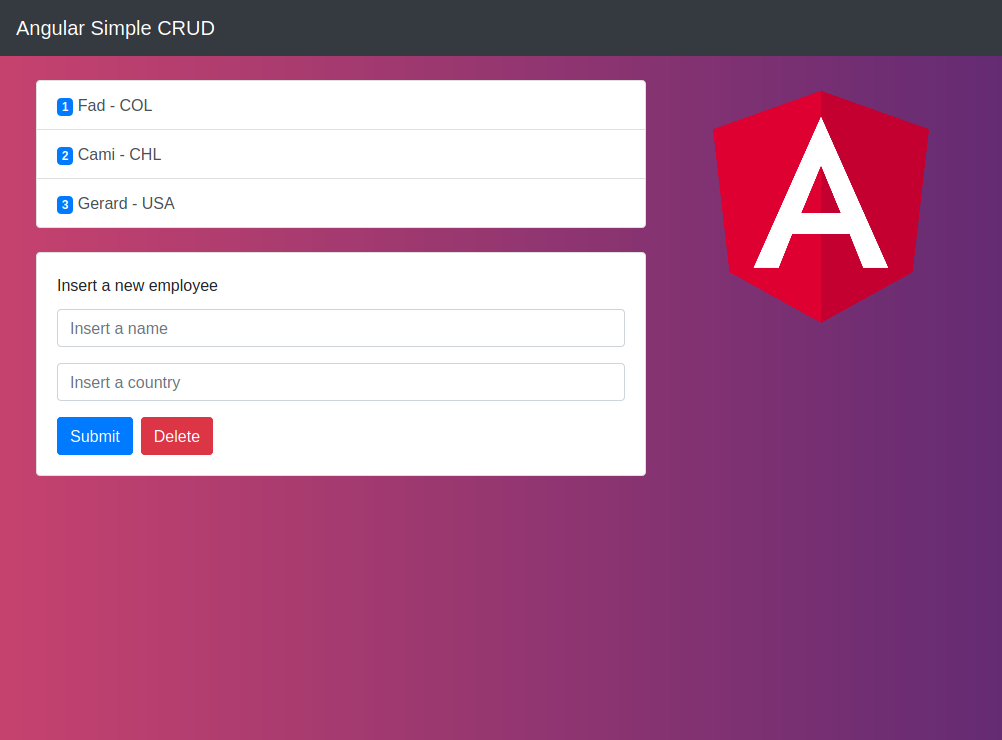 Angular Simple CRUD
1 Fad - COL
2 Cami - CHL
3 Gerard - USA
A
Insert a new employee
Insert a name
Insert a country
Submit Delete